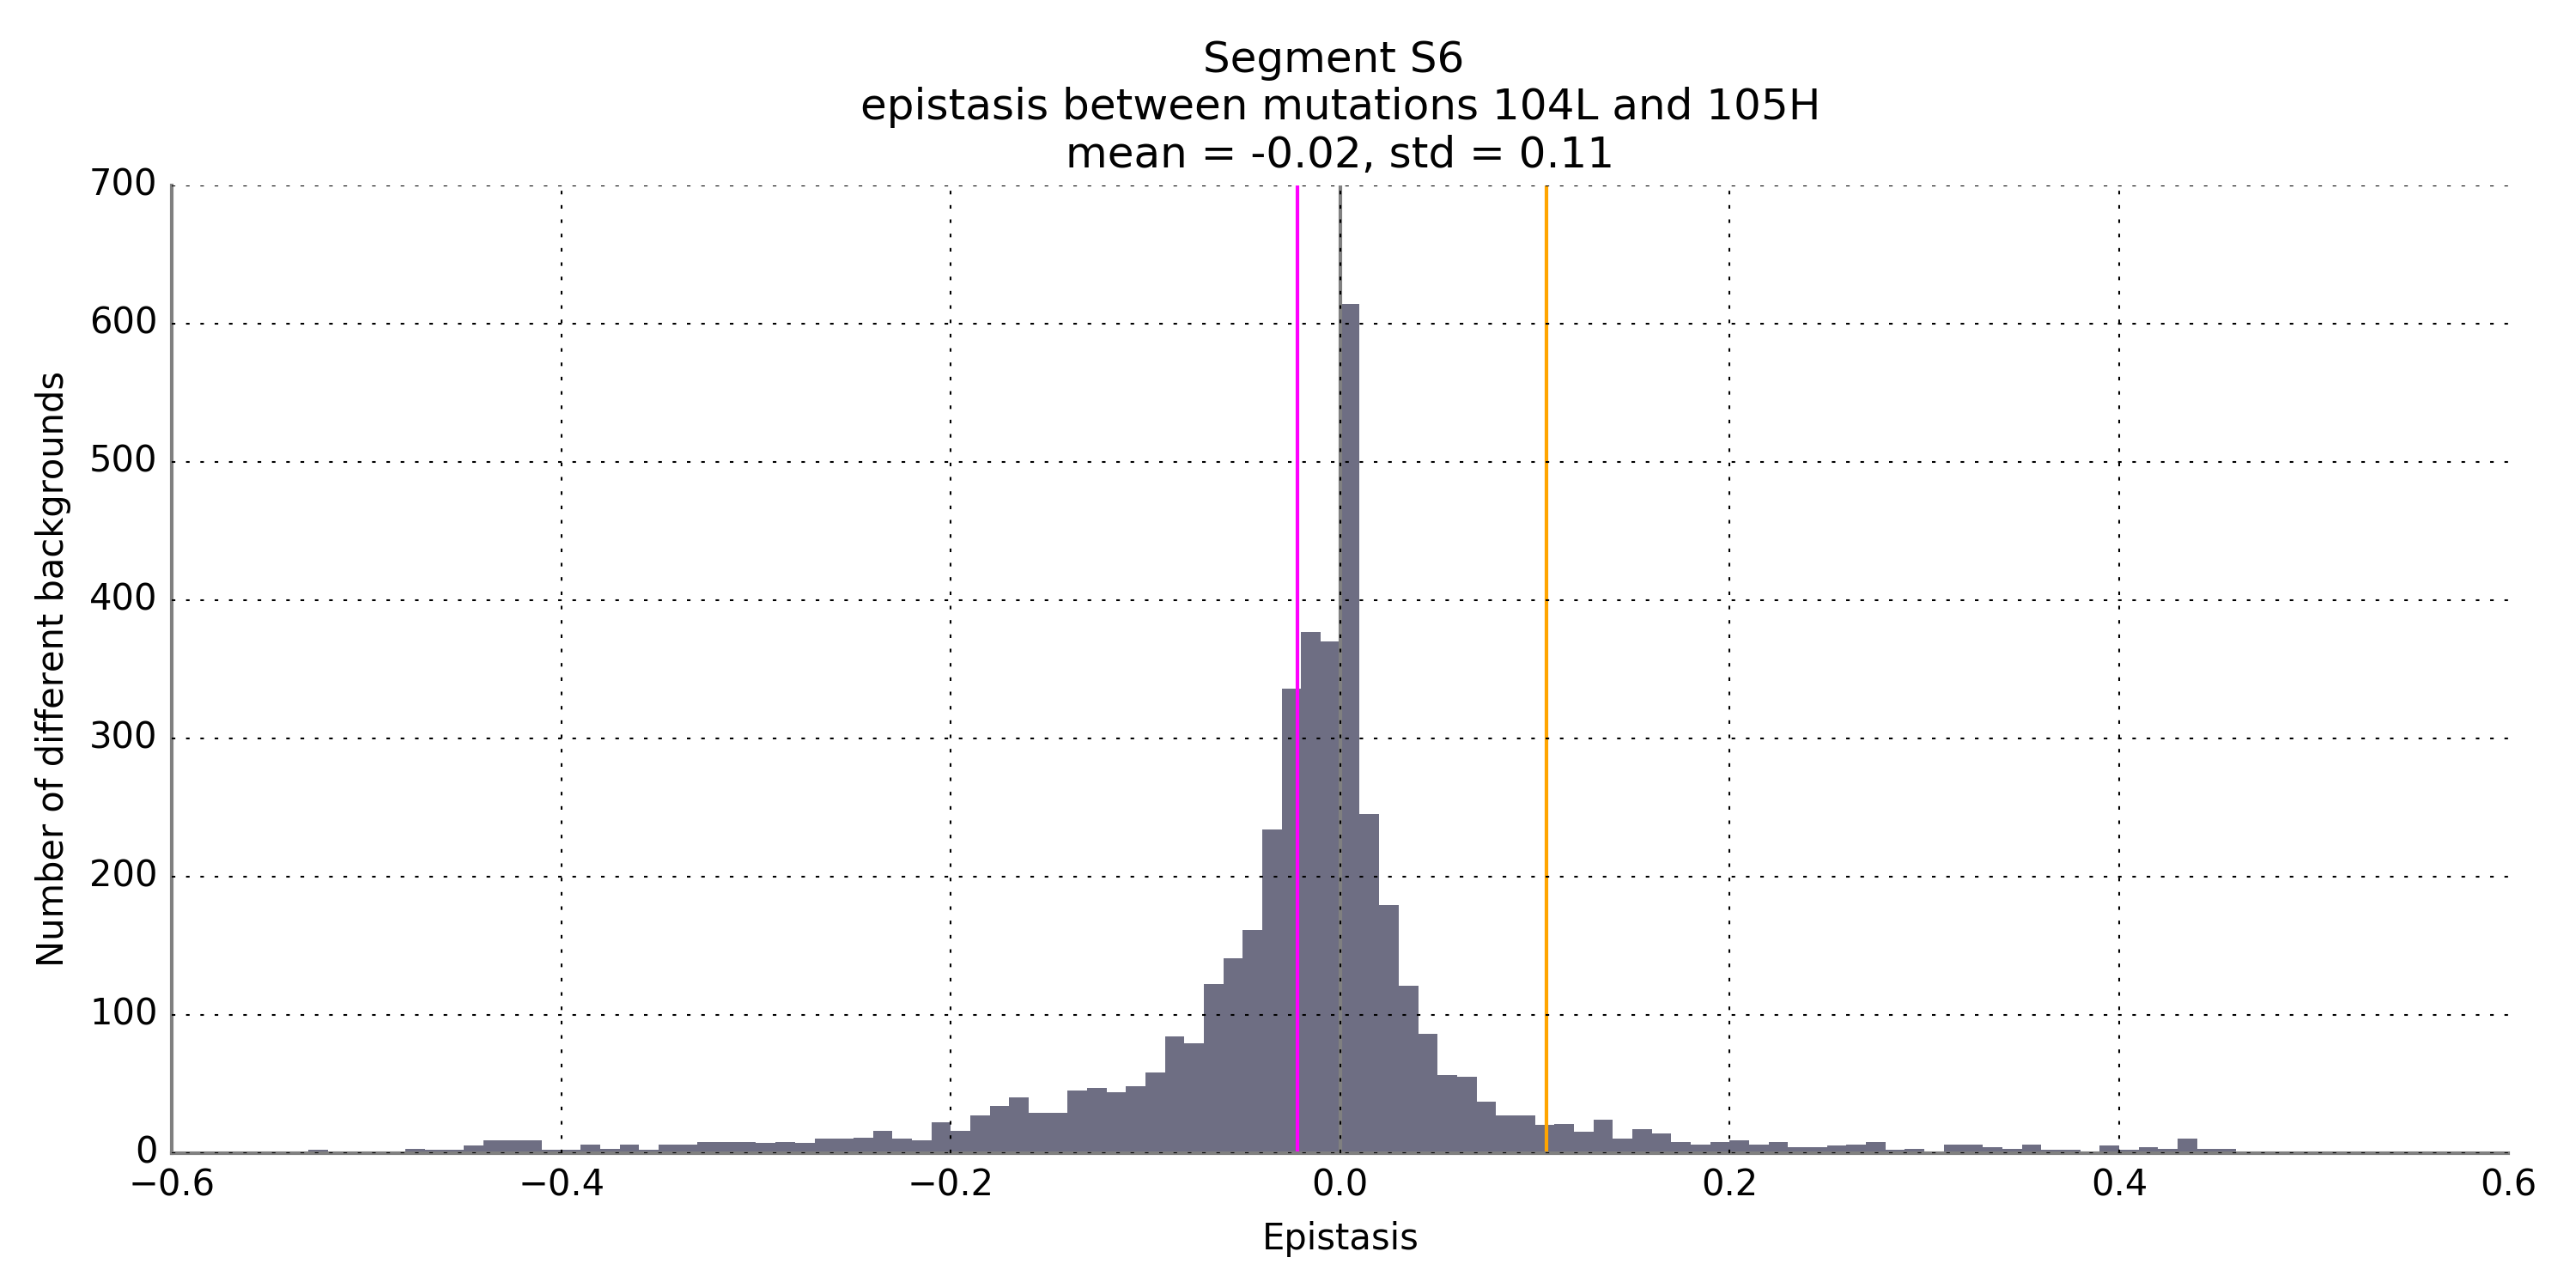 Segment S6
epistasis between mutations 104L and 105H
mean = -0.02, std = 0.11
700
600
500
400
300
200
100
0
Number of different backgrounds
−0.6 −0.4 −0.2 0.0 0.2 0.4 0.6
Epistasis